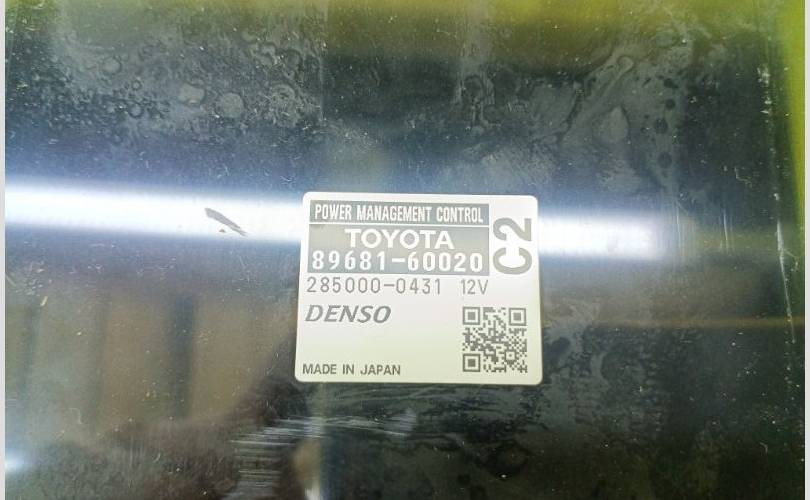 POWER MANAGEMENT CONTROL
TOYOTA
89681-60020
C2
285000-0431 12V
DENSO
MADE IN JAPAN